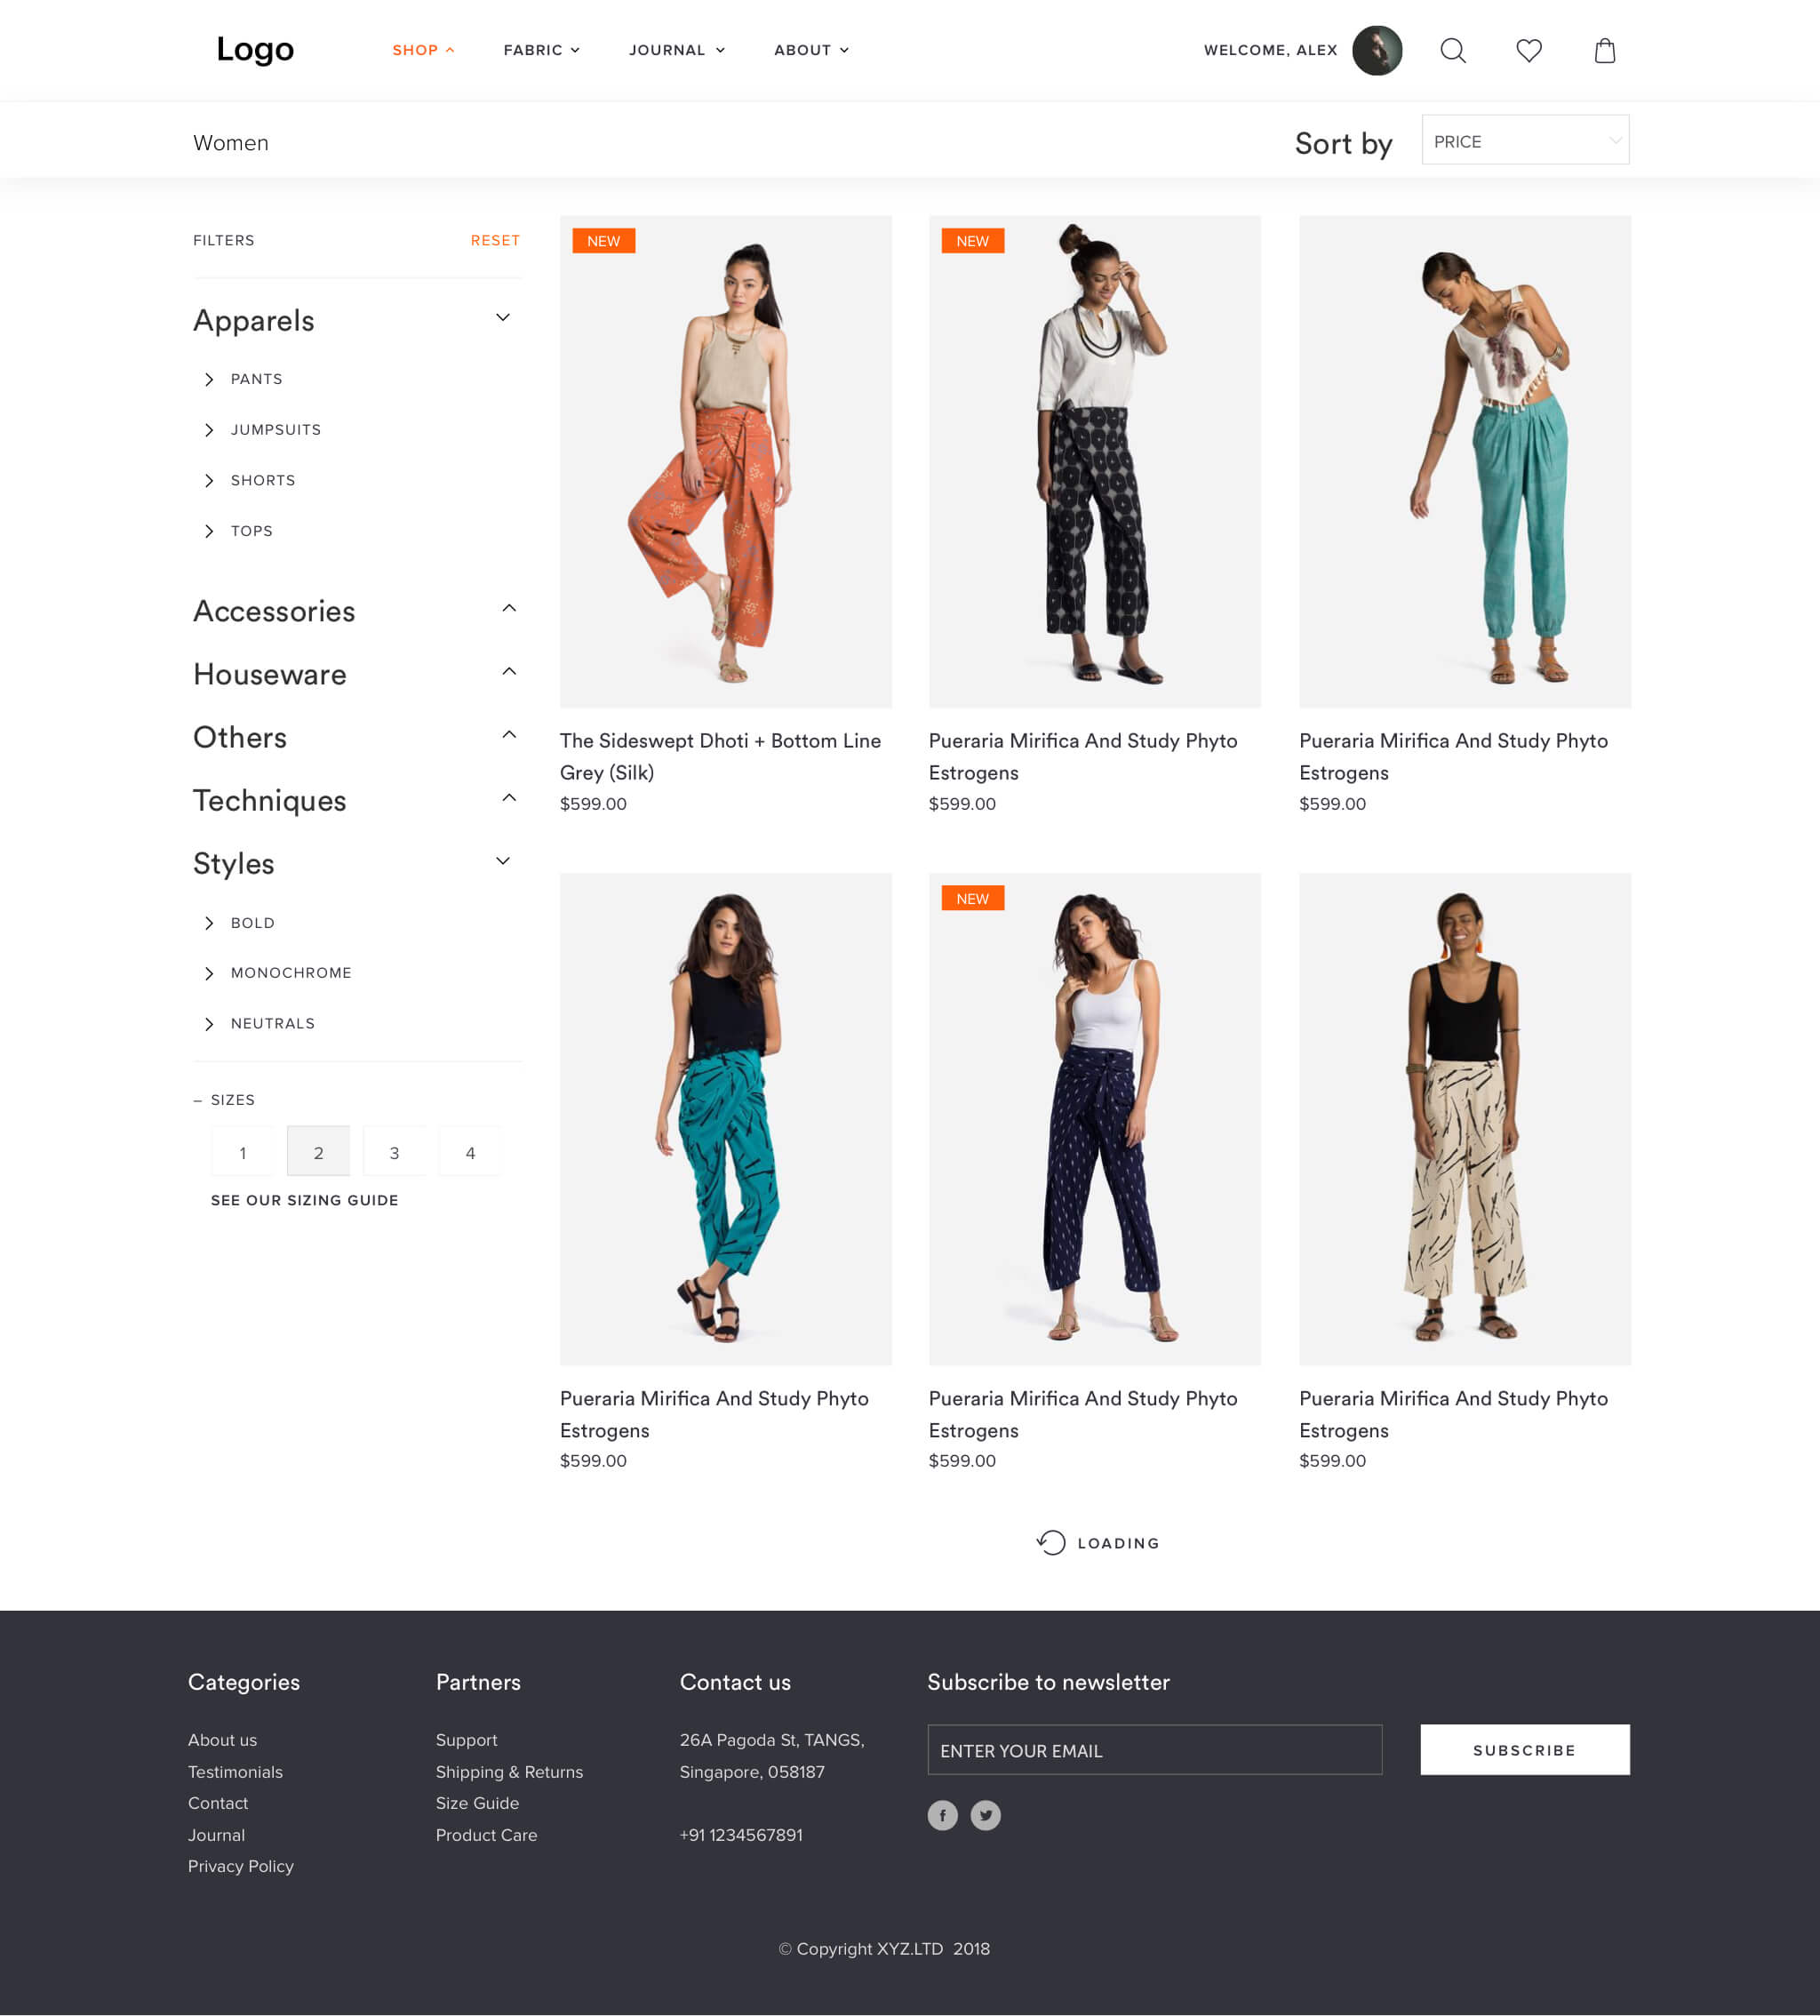 Logo
SHOP
FABRIC
JOURNAL
ABOUT
WELCOME, ALEX
Women
Sort by
PRICE
FILTERS
RESET
Apparels
PANTS
JUMPSUITS
SHORTS
TOPS
Accessories
Houseware
Others
Techniques
Styles
BOLD
MONOCHROME
NEUTRALS
– SIZES
1
2
3
4
SEE OUR SIZING GUIDE
NEW
The Sideswept Dhoti + Bottom Line
Grey (Silk)
$599.00
NEW
Pueraria Mirifica And Study Phyto
Estrogens
$599.00
Pueraria Mirifica And Study Phyto
Estrogens
$599.00
Pueraria Mirifica And Study Phyto
Estrogens
$599.00
NEW
Pueraria Mirifica And Study Phyto
Estrogens
$599.00
Pueraria Mirifica And Study Phyto
Estrogens
$599.00
LOADING
Categories
About us
Testimonials
Contact
Journal
Privacy Policy
Partners
Support
Shipping & Returns
Size Guide
Product Care
Contact us
26A Pagoda St, TANGS,
Singapore, 058187
+91 1234567891
Subscribe to newsletter
ENTER YOUR EMAIL
SUBSCRIBE
© Copyright XYZ.LTD 2018